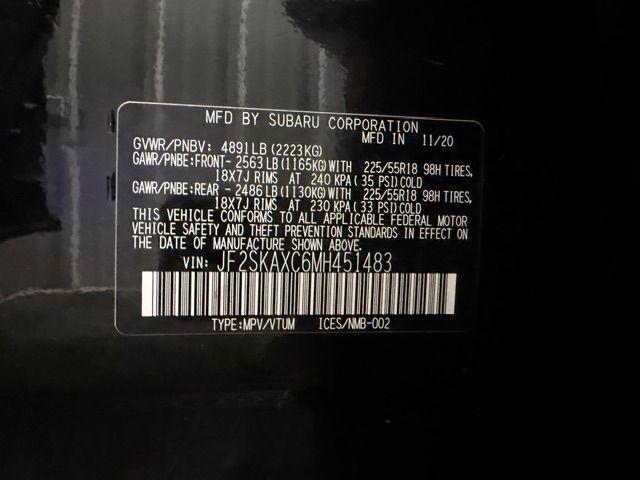 MFD BY SUBARU CORPORATION
MFD IN 11/20
GVWR/PNBV: 4891LB(2223KG)
GAWR/PNBE:FRONT- 2563LB(1165KG)WITH 225/55R18 98H TIRES,
18X7J RIMS AT 240 KPA(35 PSI)COLD
GAWR/PNBE:REAR - 2486LB(1130KG)WITH 225/55R18 98H TIRES,
18X7J RIMS AT 230 KPA(33 PSI)COLD
THIS VEHICLE CONFORMS TO ALL APPLICABLE FEDERAL MOTOR
VEHICLE SAFETY AND THEFT PREVENTION STANDARDS IN EFFECT
ON THE DATE OF MANUFACTURE SHOWN ABOVE.
VIN: JF2SKAXC6MH451483
TYPE:MPV/VTUM ICES/NMB-002